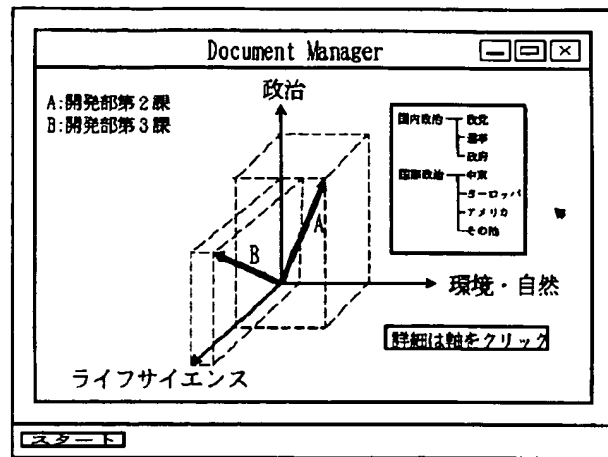 Document Manager
A:開発部第2課
B:開発部第3課
政治
国内政治
政党
選挙
政府
国際政治
中東
ヨーロッパ
アメリカ
その他
A
B
環境・自然
詳細は軸をクリック
ライフサイエンス
スタート